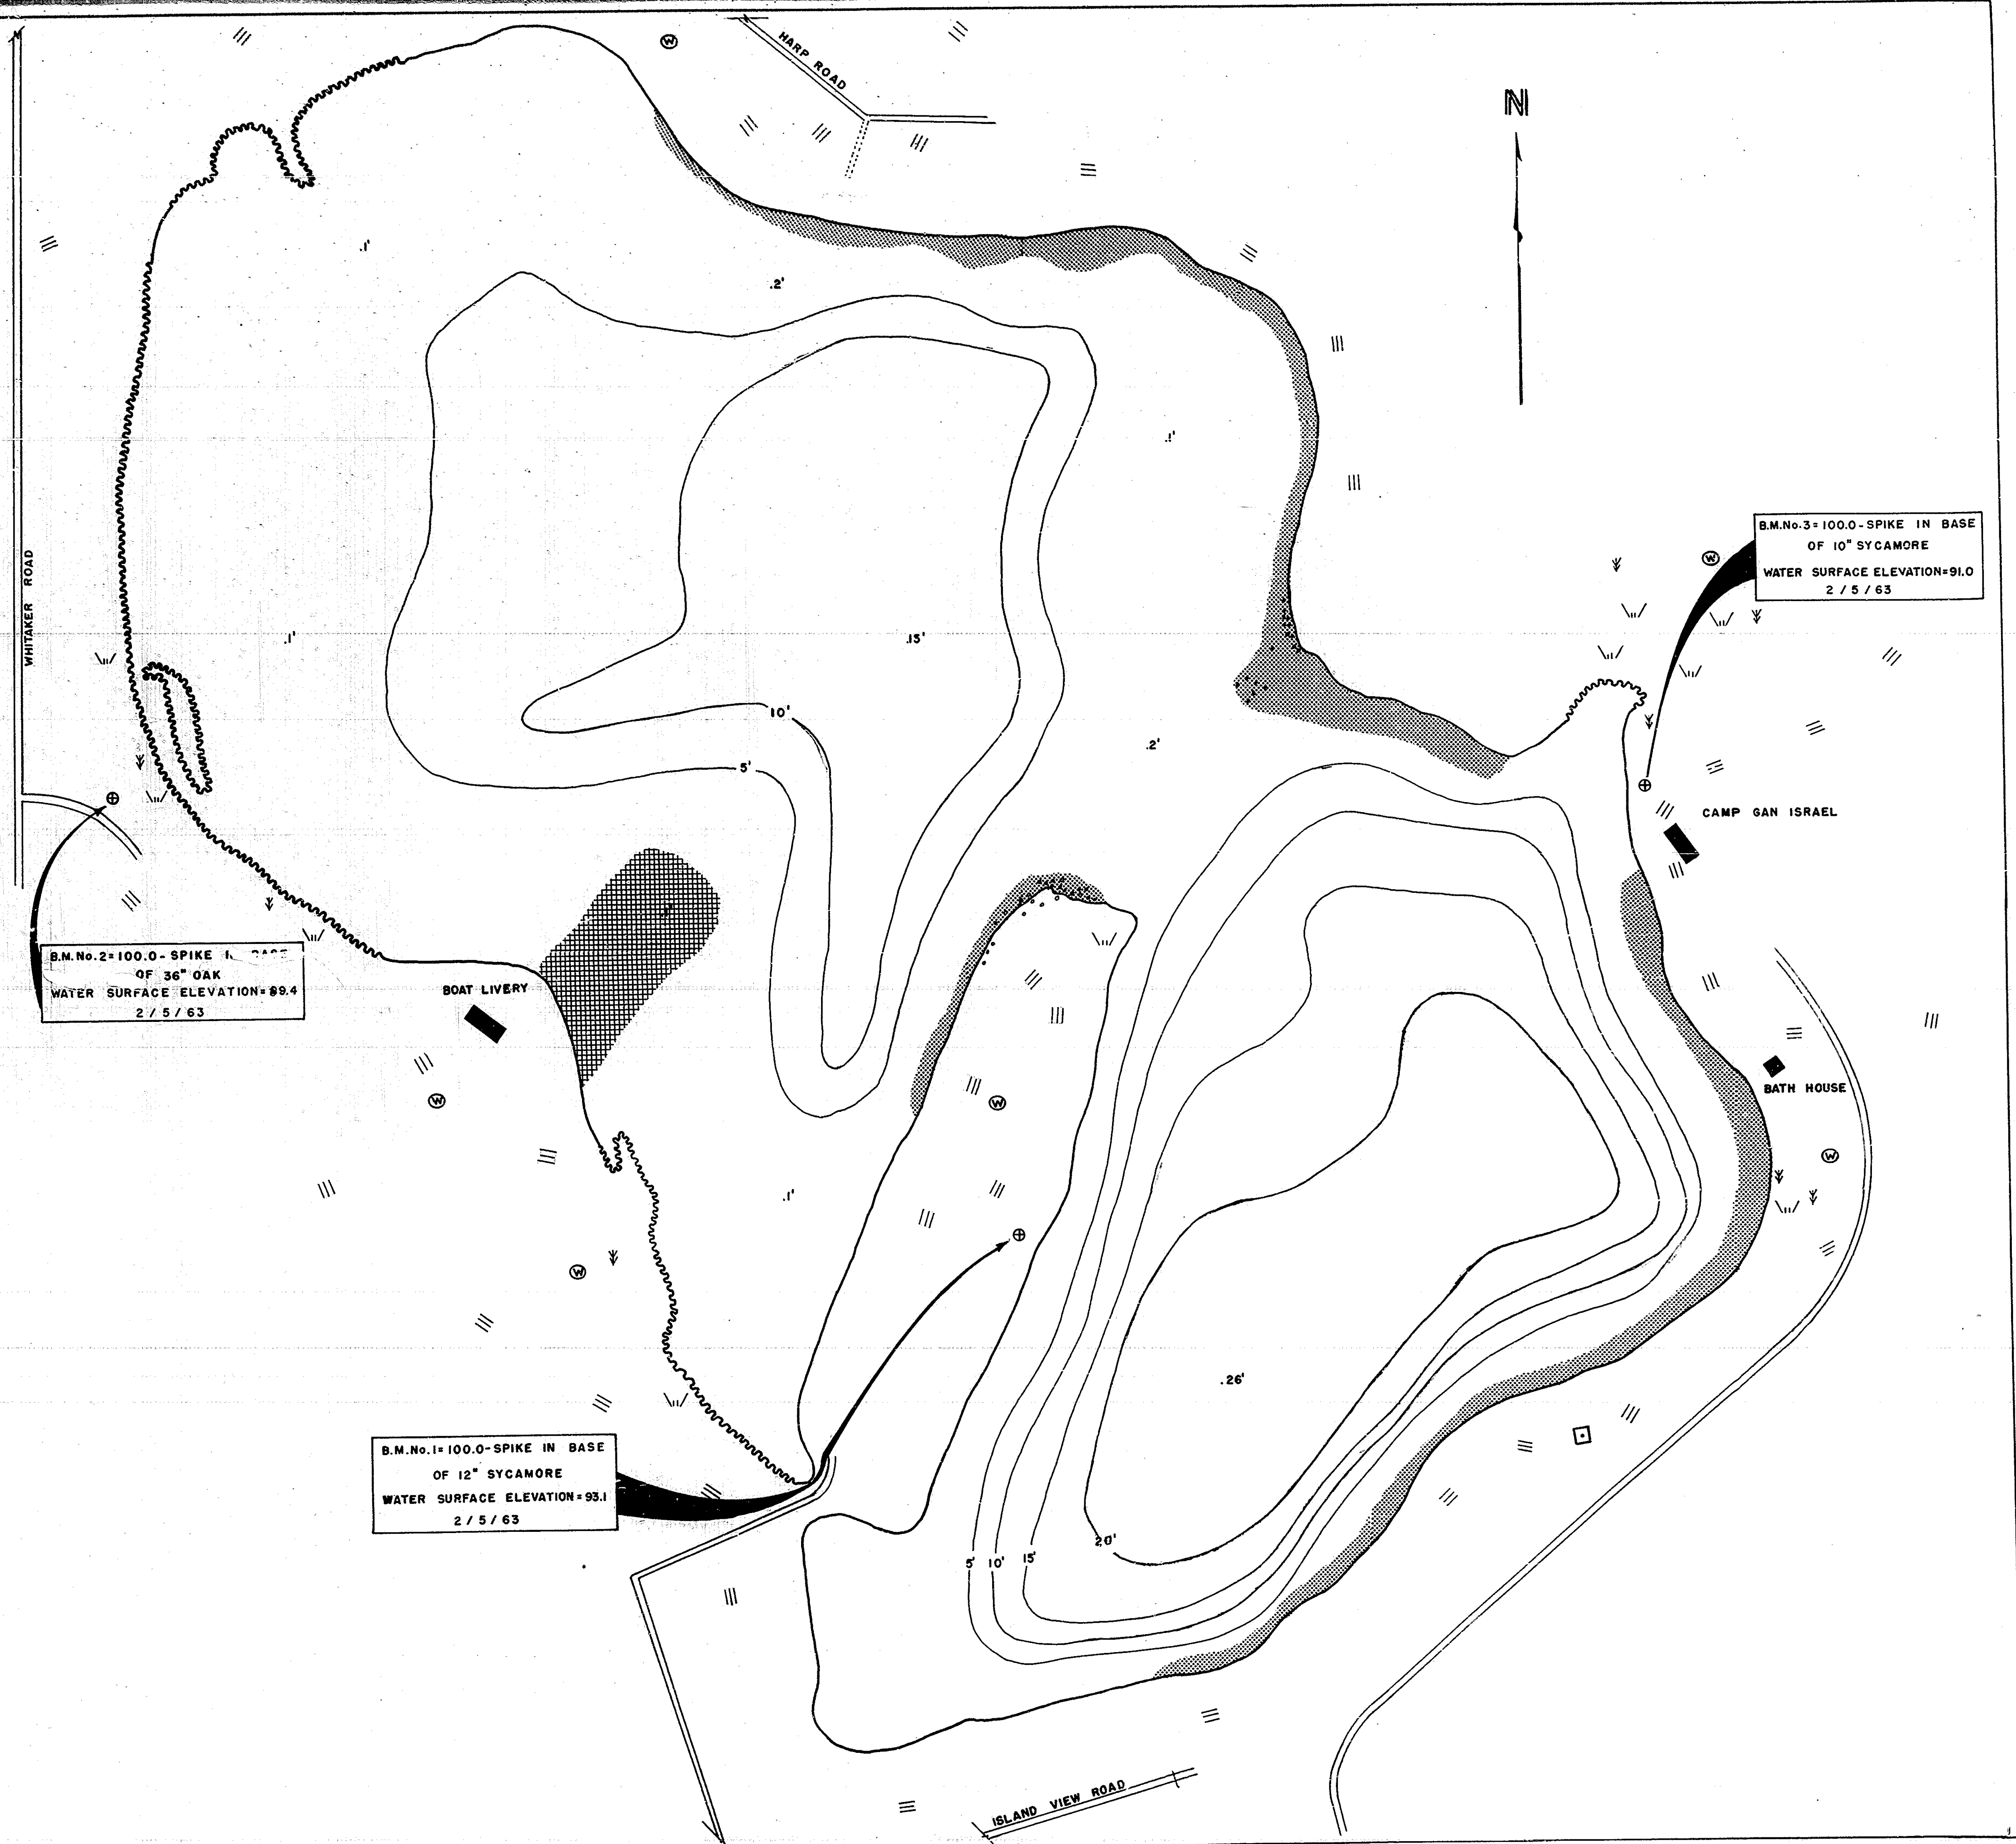 HARP ROAD
W
N
.1'
.2'
.1'
B.M.No.3=100.0-SPIKE IN BASE
OF 10" SYCAMORE
WATER SURFACE ELEVATION=91.0
2 / 5 / 63
W
WHITAKER ROAD
.1'
.15'
10'
5'
.2'
CAMP GAN ISRAEL
B.M.No.2=100.0-SPIKE
OF 36" OAK
WATER SURFACE ELEVATION=89.4
2 / 5 / 63
BOAT LIVERY
W
W
BATH HOUSE
W
.1'
W
.26'
B.M.No.1=100.0-SPIKE IN BASE
OF 12" SYCAMORE
WATER SURFACE ELEVATION=93.1
2 / 5 / 63
5' 10' 15'
20'
ISLAND VIEW ROAD